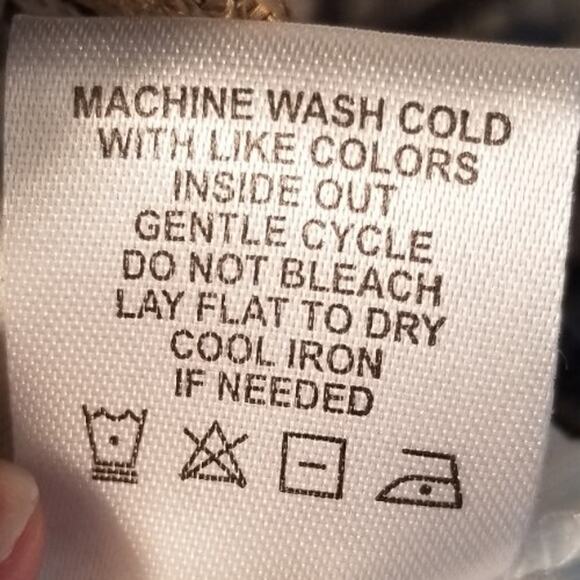 MACHINE WASH COLD
WITH LIKE COLORS
INSIDE OUT
GENTLE CYCLE
DO NOT BLEACH
LAY FLAT TO DRY
COOL IRON
IF NEEDED